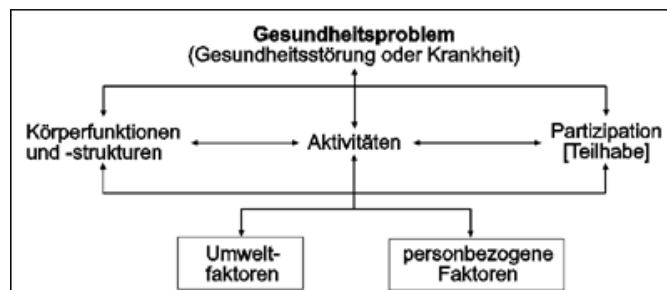 Gesundheitsproblem
(Gesundheitsstörung oder Krankheit)
Körperfunktionen
und -strukturen
Aktivitäten
Partizipation
[Teilhabe]
Umwelt-
faktoren
personbezogene
Faktoren